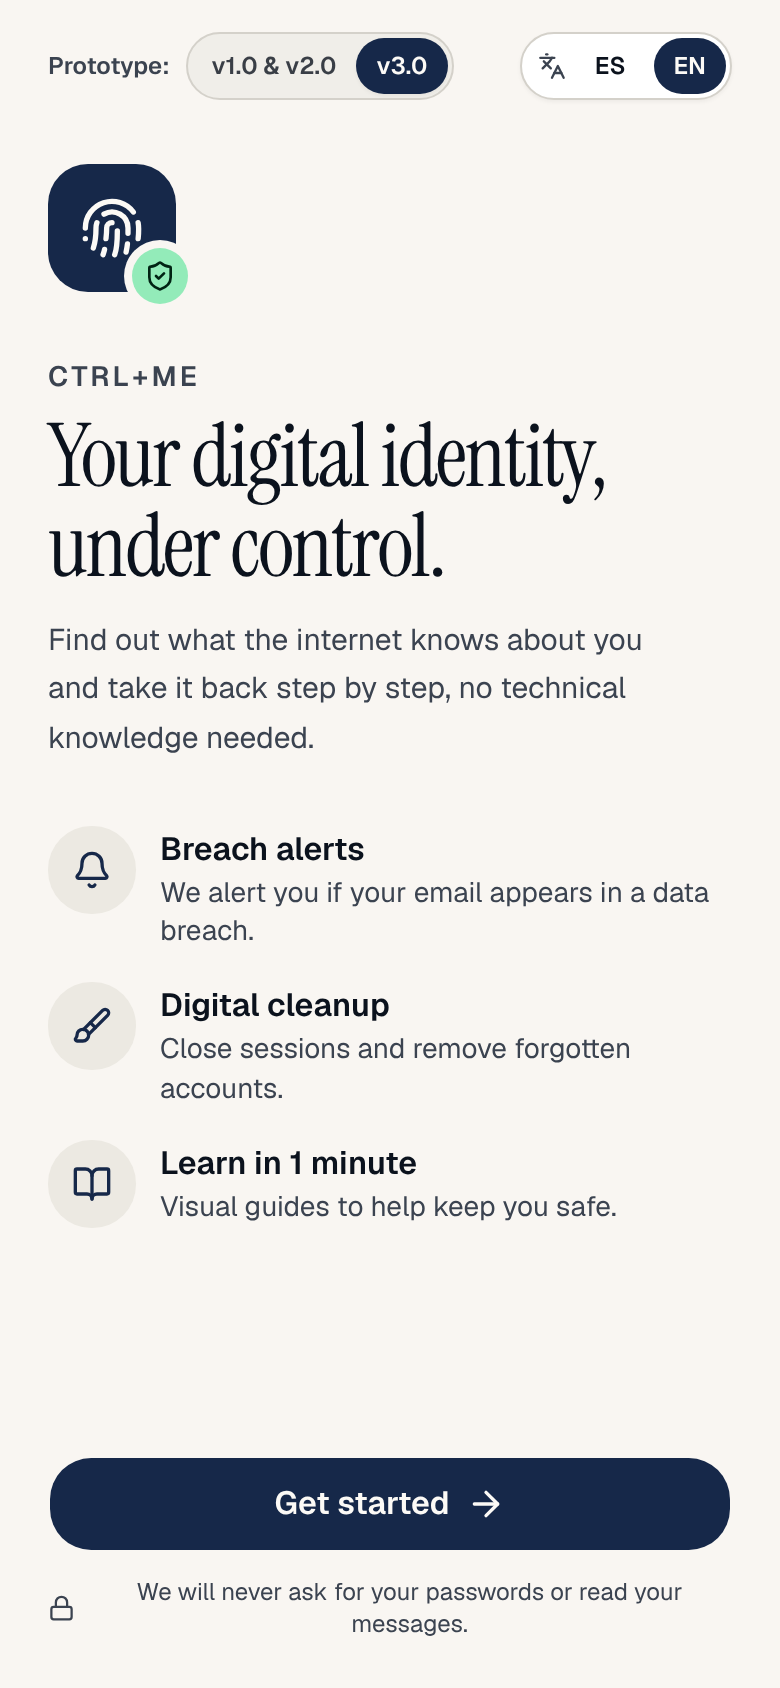 Prototype: v1.0 & v2.0 v3.0 ES EN
CTRL+ME
Your digital identity,
under control.
Find out what the internet knows about you
and take it back step by step, no technical
knowledge needed.
Breach alerts
We alert you if your email appears in a data
breach.
Digital cleanup
Close sessions and remove forgotten
accounts.
Learn in 1 minute
Visual guides to help keep you safe.
Get started
We will never ask for your passwords or read your
messages.